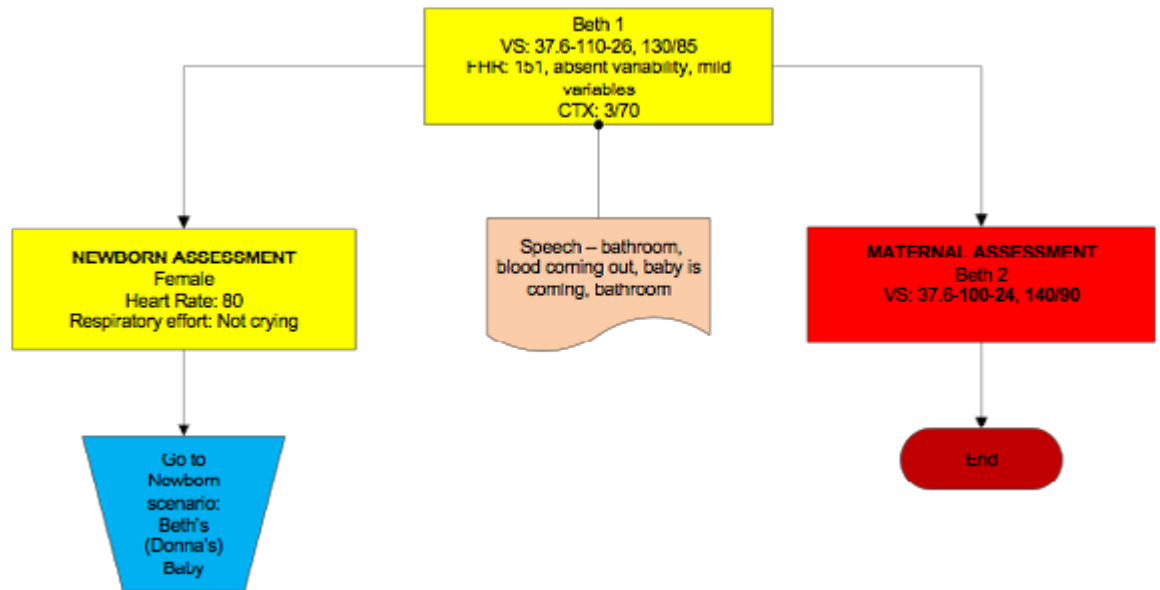 Beth 1
VS: 37.6-110-26, 130/85
FHR: 151, absent variability, mild
variables
CTX: 3/70
NEWBORN ASSESSMENT
Female
Heart Rate: 80
Respiratory effort: Not crying
Speech – bathroom,
blood coming out, baby is
coming, bathroom
MATERNAL ASSESSMENT
Beth 2
VS: 37.6-100-24, 140/90
Go to
Newborn
scenario:
Beth's
(Donna's)
Baby
End